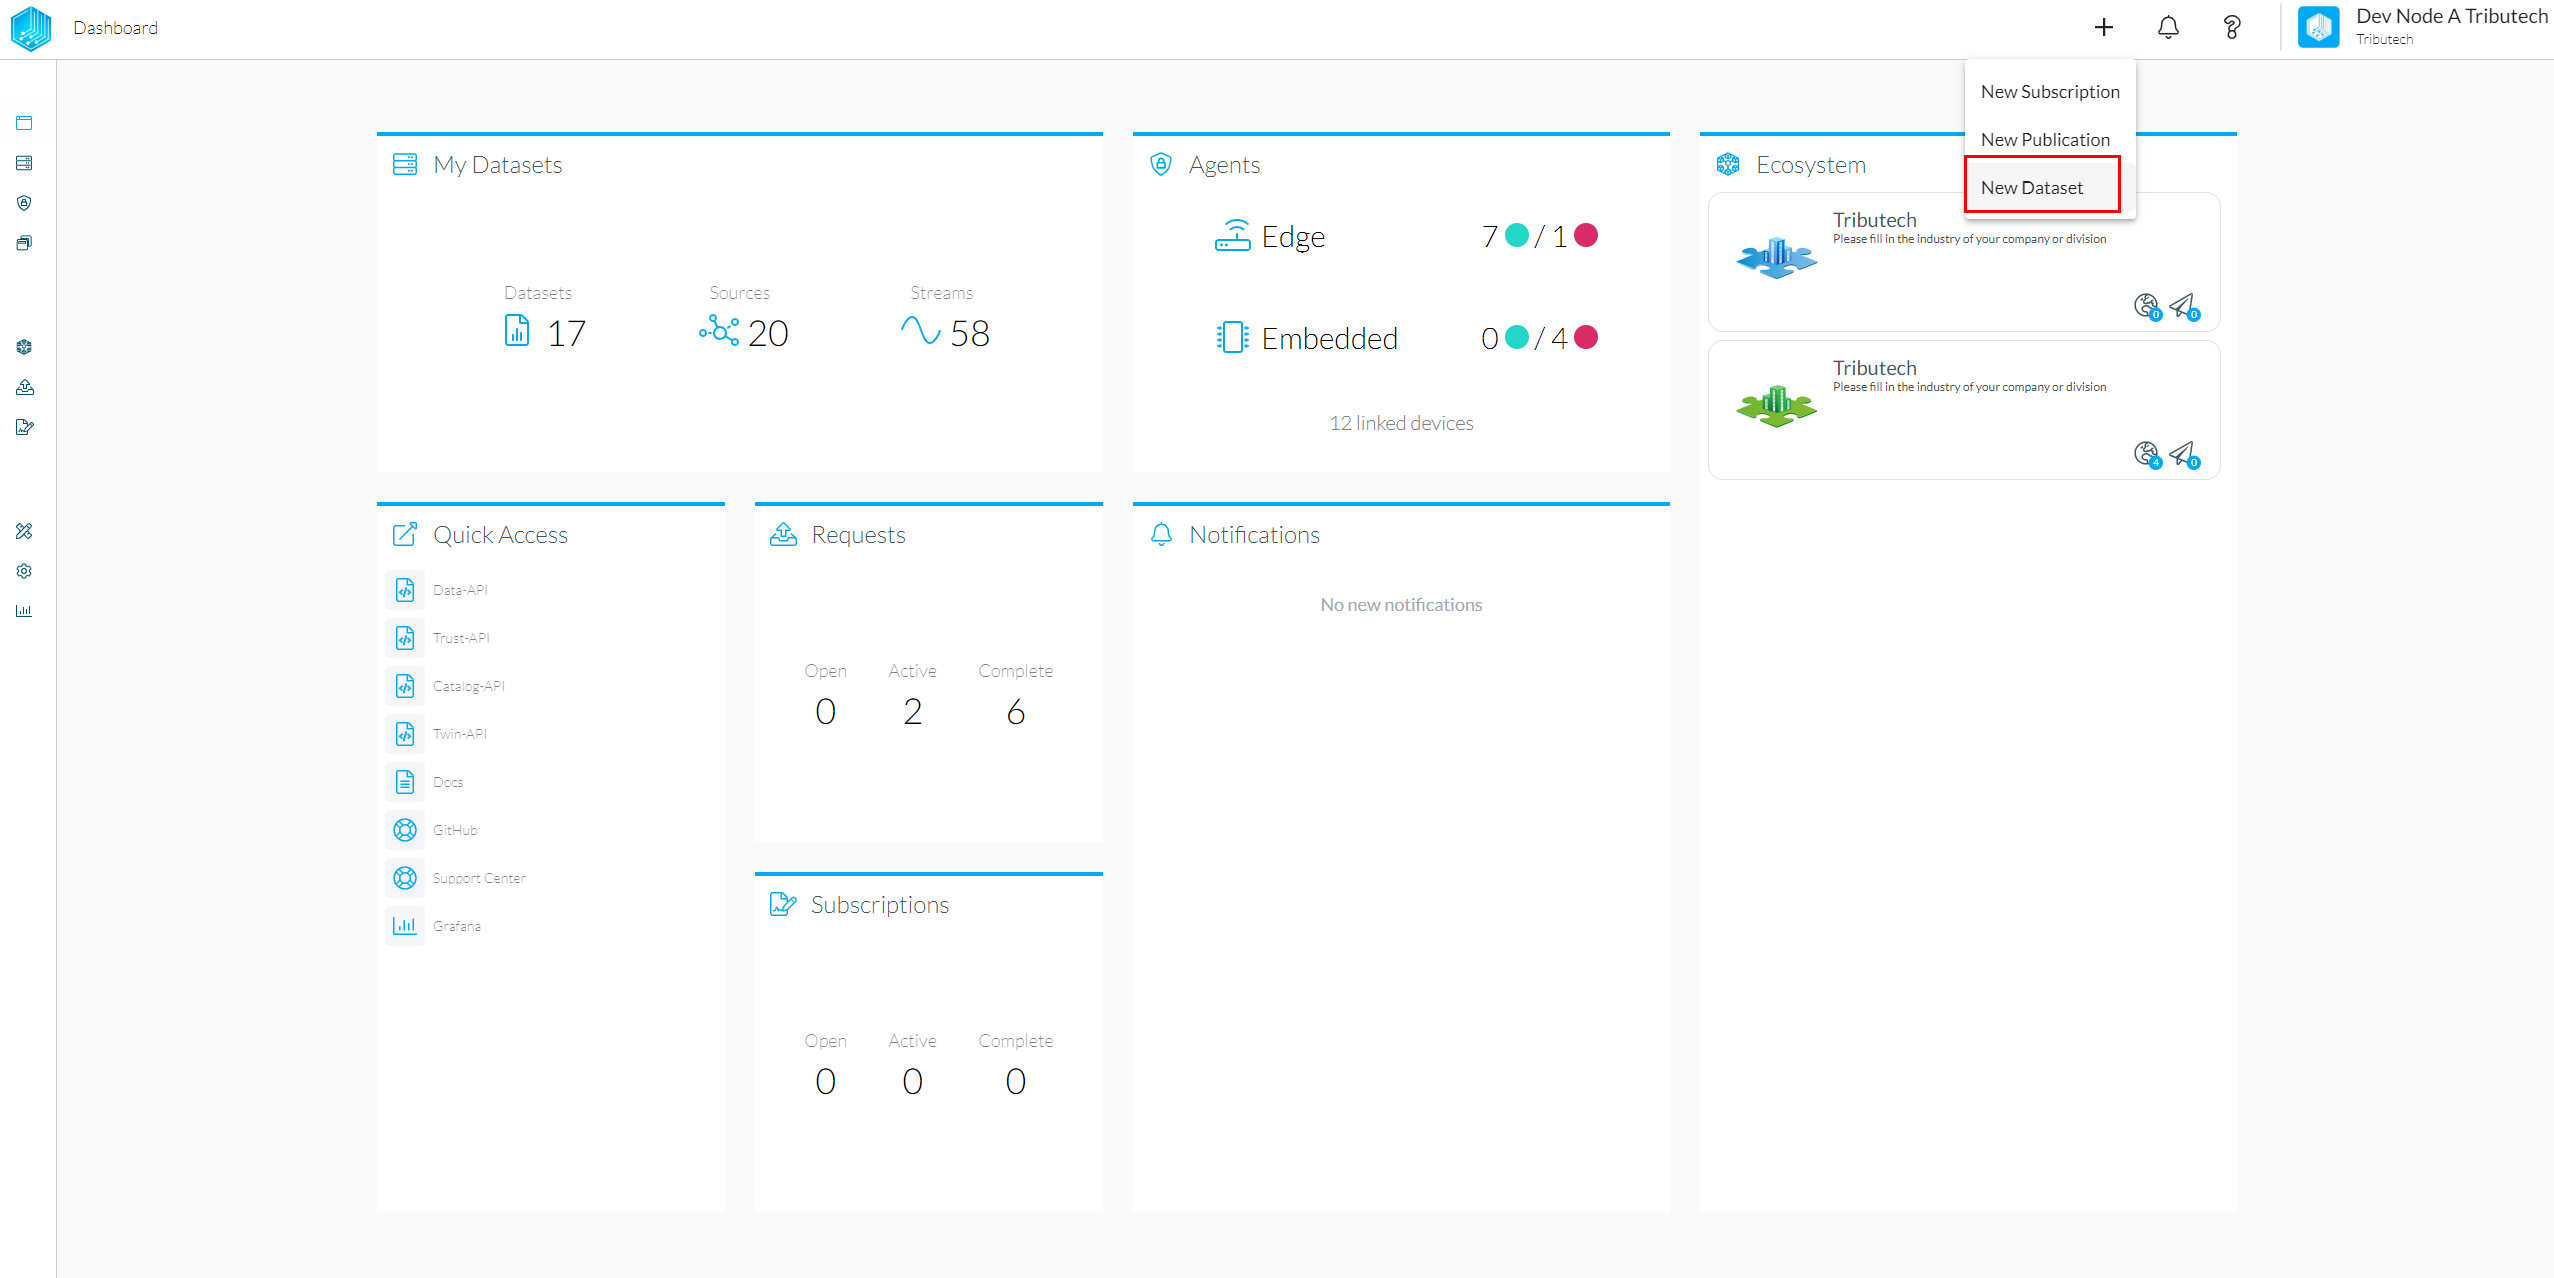 Dashboard
Dev Node A Tributech
Tributech
New Subscription
New Publication
New Dataset
My Datasets
Datasets
17
Sources
20
Streams
58
Agents
Edge
7 / 1
Embedded
0 / 4
12 linked devices
Ecosystem
Tributech
Please fill in the industry of your company or division
0
0
Tributech
Please fill in the industry of your company or division
4
0
Quick Access
Data-API
Trust-API
Catalog-API
Twin-API
Docs
GitHub
Support Center
Grafana
Requests
Open
Active
Complete
0
2
6
Subscriptions
Open
Active
Complete
0
0
0
Notifications
No new notifications